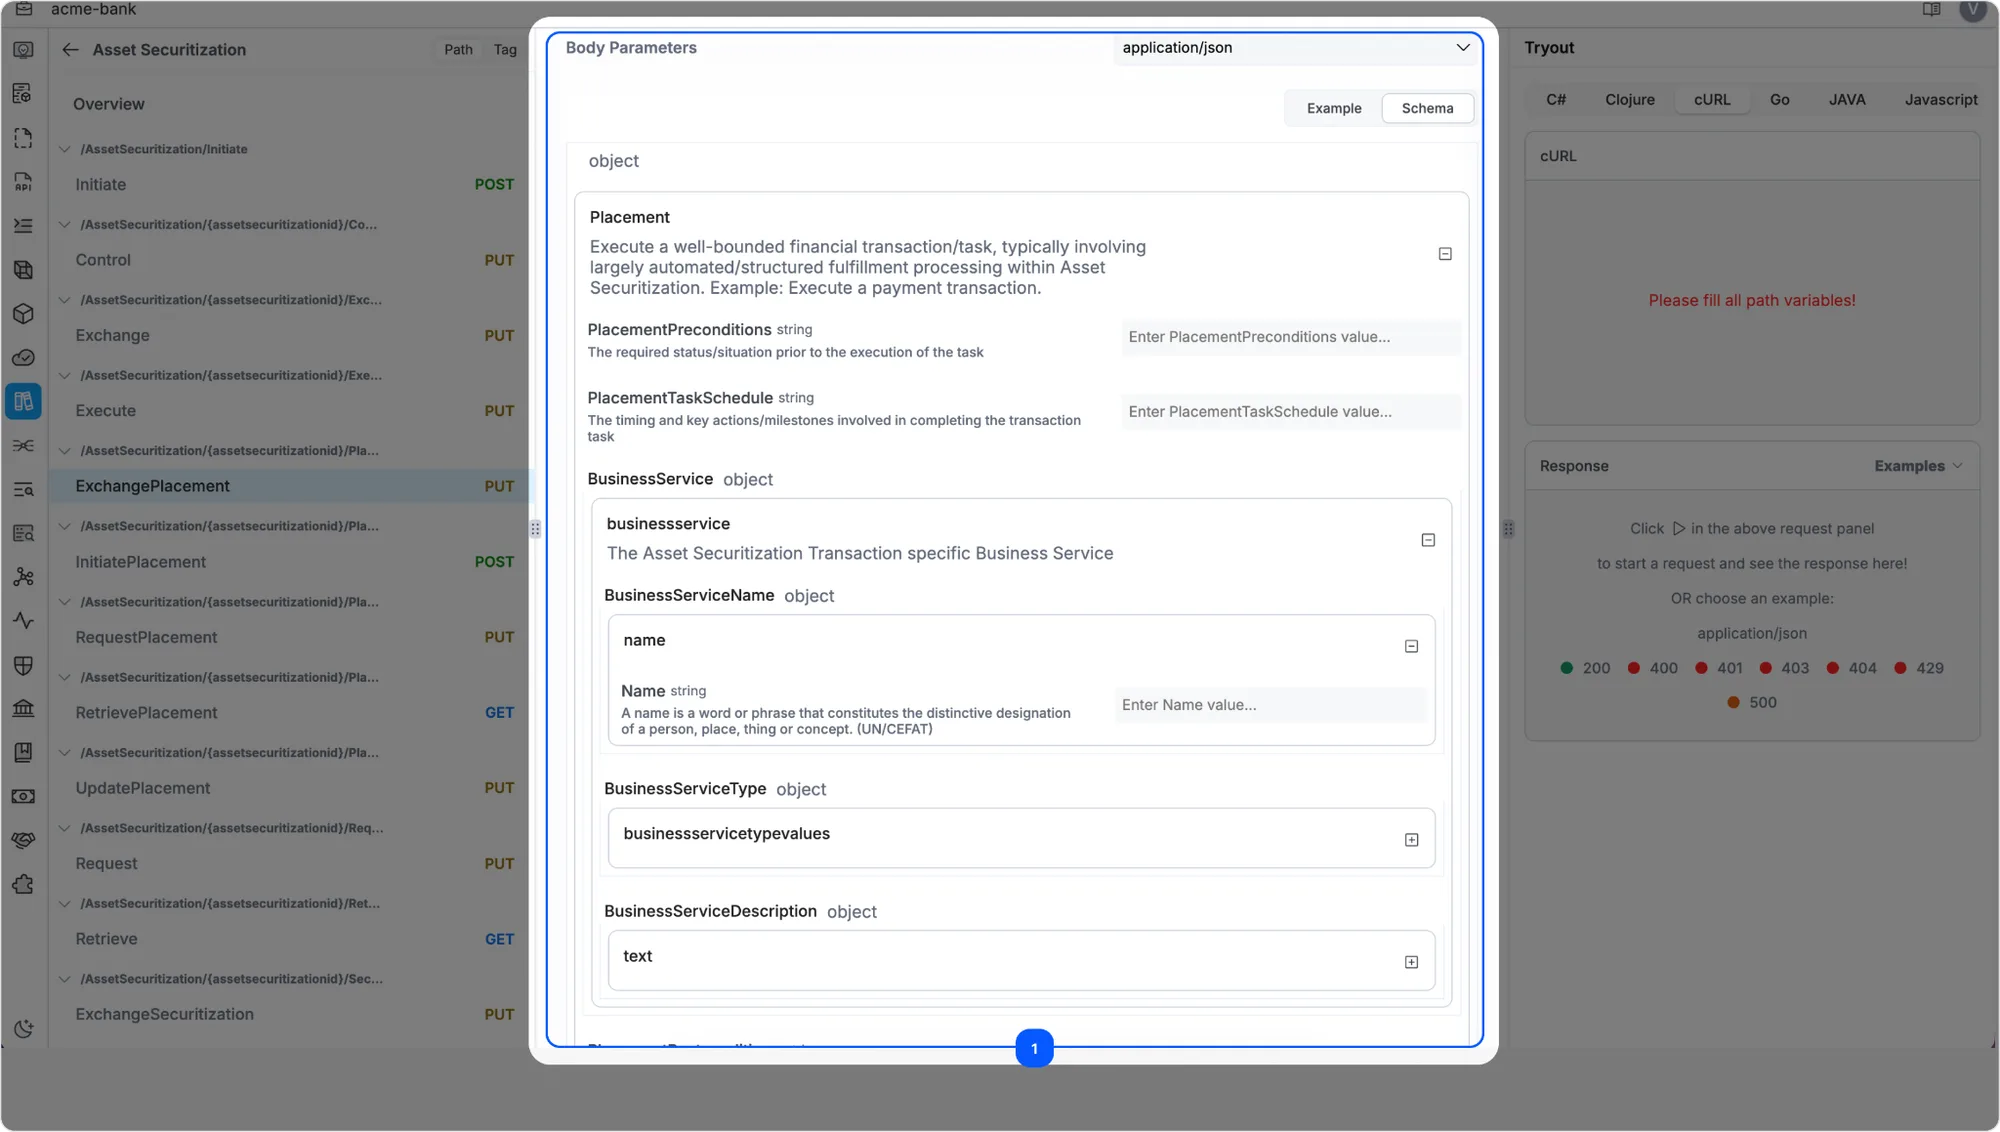 acme-bank
V
Asset Securitization
Path
Tag
Overview
/AssetSecuritization/Initiate
Initiate
POST
/AssetSecuritization/{assetsecuritizationid}/Co...
Control
PUT
/AssetSecuritization/{assetsecuritizationid}/Exc...
Exchange
PUT
/AssetSecuritization/{assetsecuritizationid}/Exe...
Execute
PUT
/AssetSecuritization/{assetsecuritizationid}/Pla...
ExchangePlacement
PUT
/AssetSecuritization/{assetsecuritizationid}/Pla...
InitiatePlacement
POST
/AssetSecuritization/{assetsecuritizationid}/Pla...
RequestPlacement
PUT
/AssetSecuritization/{assetsecuritizationid}/Pla...
RetrievePlacement
GET
/AssetSecuritization/{assetsecuritizationid}/Pla...
UpdatePlacement
PUT
/AssetSecuritization/{assetsecuritizationid}/Req...
Request
PUT
/AssetSecuritization/{assetsecuritizationid}/Ret...
Retrieve
GET
/AssetSecuritization/{assetsecuritizationid}/Sec...
ExchangeSecuritization
PUT
API
Body Parameters
application/json
Example
Schema
object
Placement
Execute a well-bounded financial transaction/task, typically involving
largely automated/structured fulfillment processing within Asset
Securitization. Example: Execute a payment transaction.
PlacementPreconditions string
The required status/situation prior to the execution of the task
Enter PlacementPreconditions value...
PlacementTaskSchedule string
The timing and key actions/milestones involved in completing the transaction
task
Enter PlacementTaskSchedule value...
BusinessService object
businessservice
The Asset Securitization Transaction specific Business Service
BusinessServiceName object
name
Name string
A name is a word or phrase that constitutes the distinctive designation
of a person, place, thing or concept. (UN/CEFAT)
Enter Name value...
BusinessServiceType object
businessservicetypevalues
BusinessServiceDescription object
text
1
Tryout
C#
Clojure
cURL
Go
JAVA
Javascript
cURL
Please fill all path variables!
Response
Examples
Click in the above request panel
to start a request and see the response here!
OR choose an example:
application/json
200 400 401 403 404 429
500